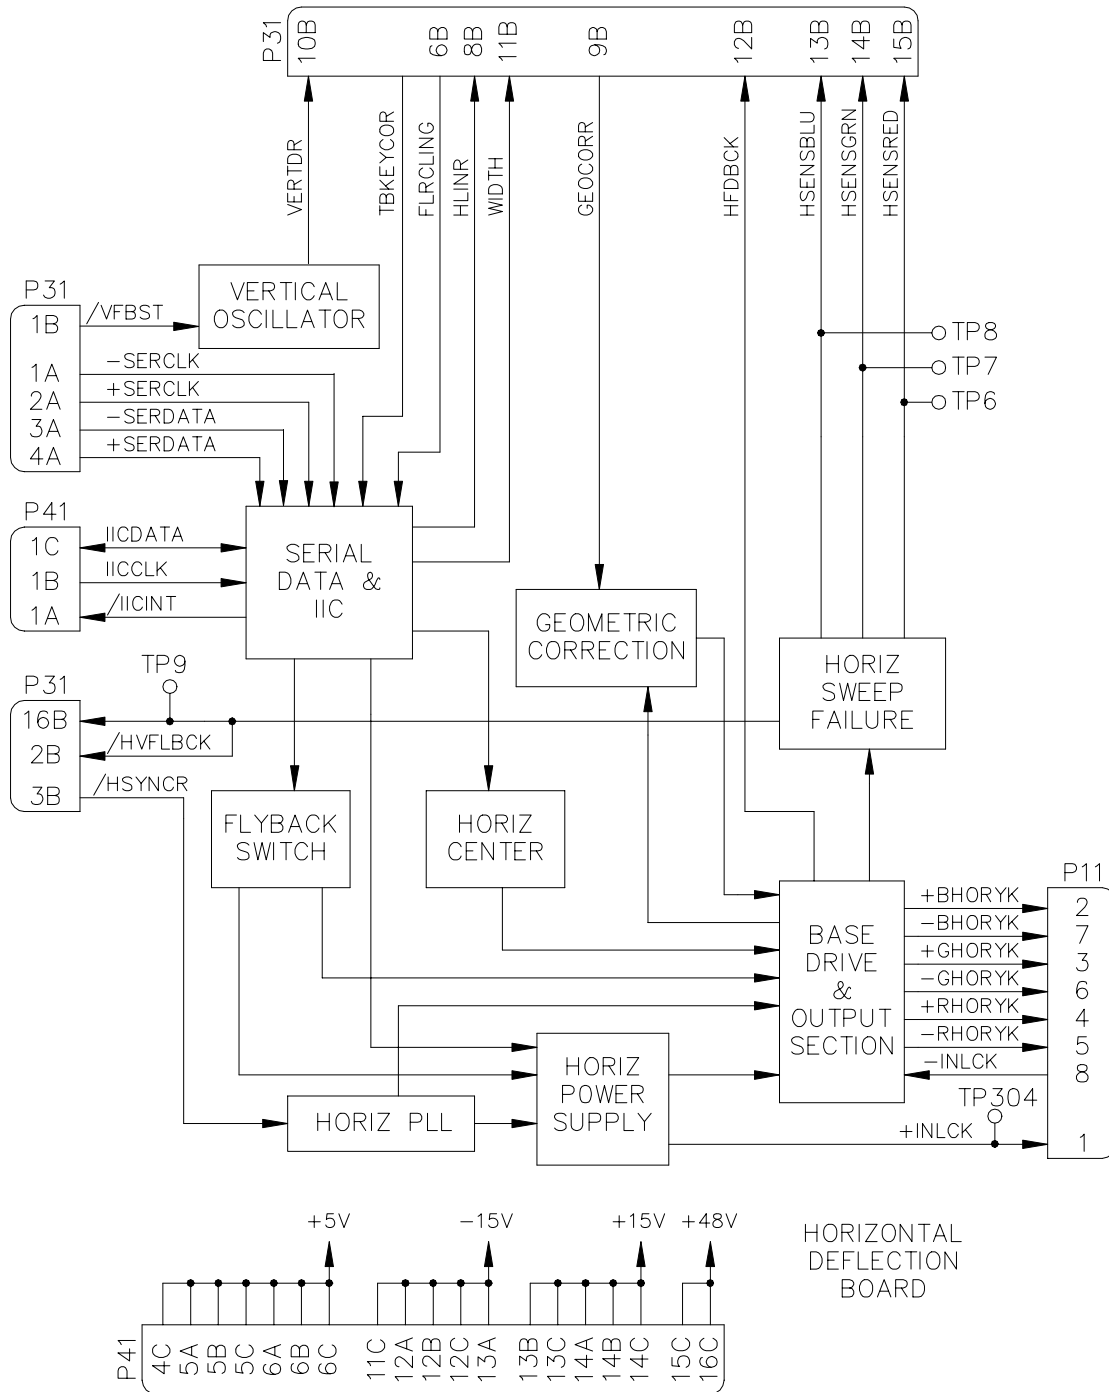 P31
10B
6B
8B
11B
9B
12B
13B
14B
15B
VERTDR
TBKEYCOR
FLRCLING
HLINR
WIDTH
GEOCORR
HFDBCK
HSENSBLU
HSENSGRN
HSENSRED
P31
1B
/VFBST
VERTICAL
OSCILLATOR
TP8
1A
-SERCLK
TP7
2A
+SERCLK
TP6
3A
-SERDATA
4A
+SERDATA
P41
1C
IICDATA
1B
IICCLK
1A
/IICINT
SERIAL
DATA &
IIC
GEOMETRIC
CORRECTION
HORIZ
SWEEP
FAILURE
TP9
P31
16B
2B
/HVFLBCK
3B
/HSYNCR
FLYBACK
SWITCH
HORIZ
CENTER
BASE
DRIVE
&
OUTPUT
SECTION
P11
+BHORYK
2
-BHORYK
7
+GHORYK
3
-GHORYK
6
+RHORYK
4
-RHORYK
5
-INLCK
8
TP304
+INLCK
1
HORIZ PLL
HORIZ
POWER
SUPPLY
+5V
-15V
+15V
+48V
HORIZONTAL
DEFLECTION
BOARD
P41
4C
5A
5B
5C
6A
6B
6C
11C
12A
12B
12C
13A
13B
13C
14A
14B
14C
15C
16C